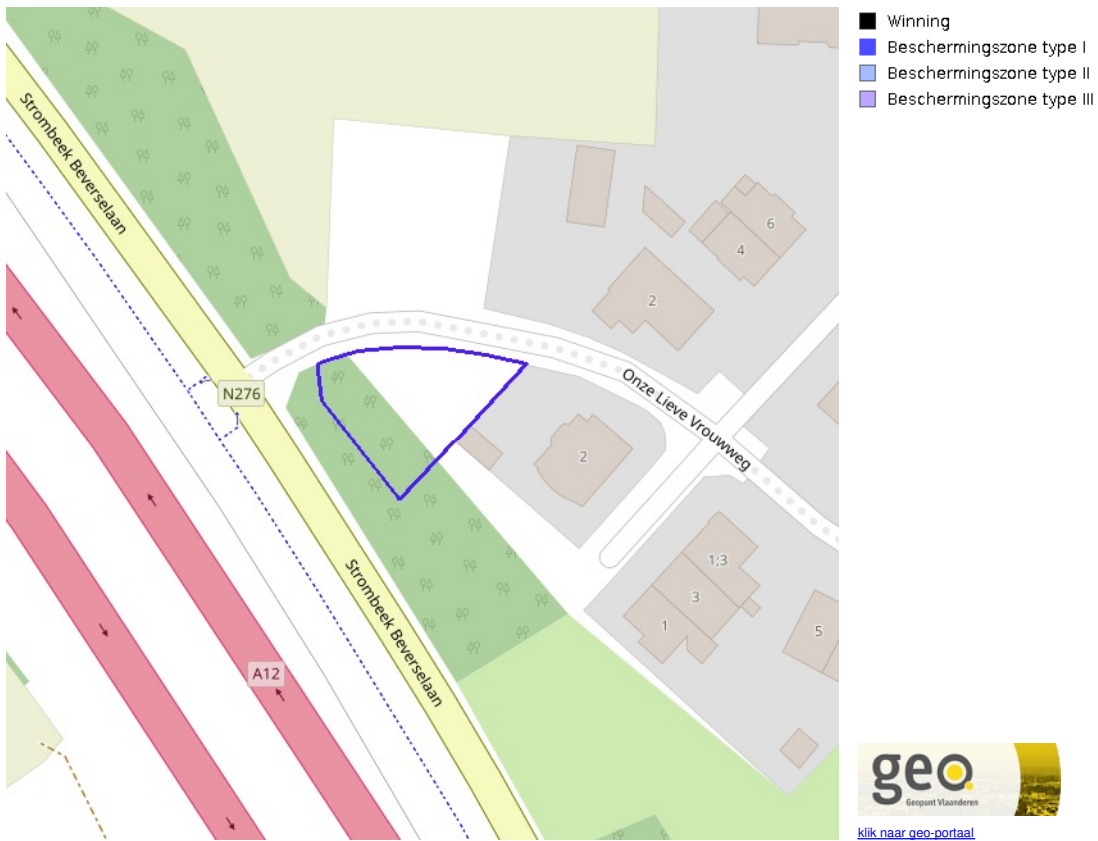 Winning
Beschermingszone type I
Beschermingszone type II
Beschermingszone type III
Strombeek Beverselaan
6
4
2
N276
Onze Lieve Vrouwweg
2
Strombeek Beverselaan
1;3
3
1
5
A12
geo.
Geopunt Vlaanderen
klik naar geo-portaal